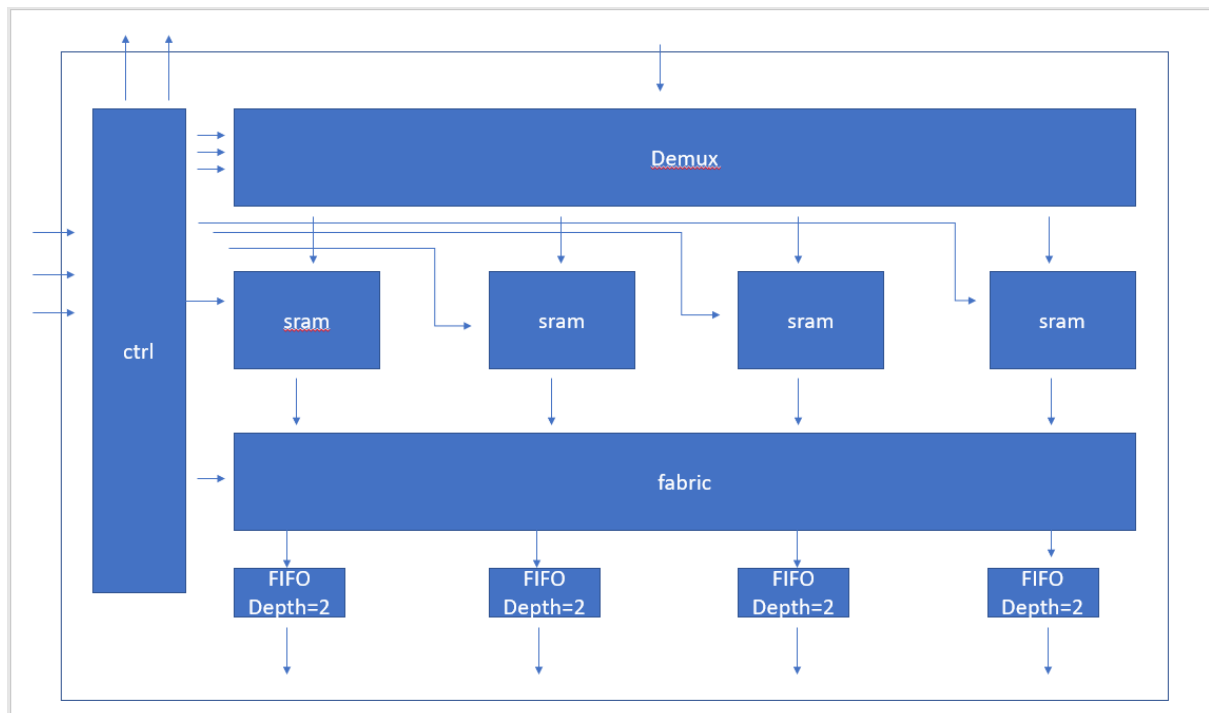 Demux
sram
sram
sram
sram
ctrl
fabric
FIFO
Depth=2
FIFO
Depth=2
FIFO
Depth=2
FIFO
Depth=2